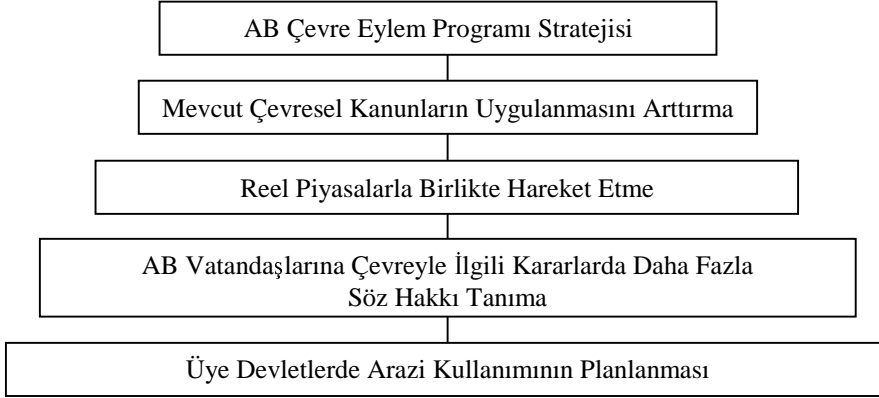 AB Çevre Eylem Programı Stratejisi
Mevcut Çevresel Kanunların Uygulanmasını Arttırma
Reel Piyasalarla Birlikte Hareket Etme
AB Vatandaşlarına Çevreyle İlgili Kararlarda Daha Fazla
Söz Hakkı Tanıma
Üye Devletlerde Arazi Kullanımının Planlanması